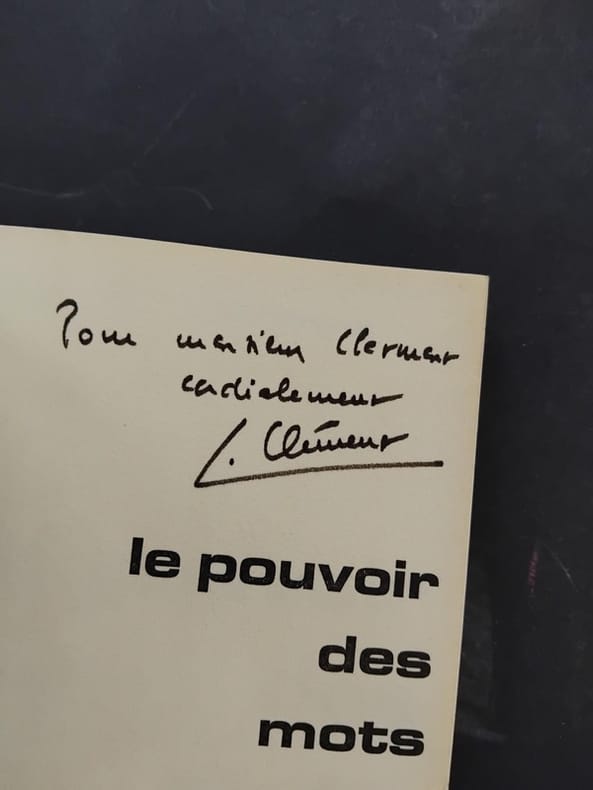 Pour monsieur Clermont
cordialement
L. Clément
le pouvoir
des
mots